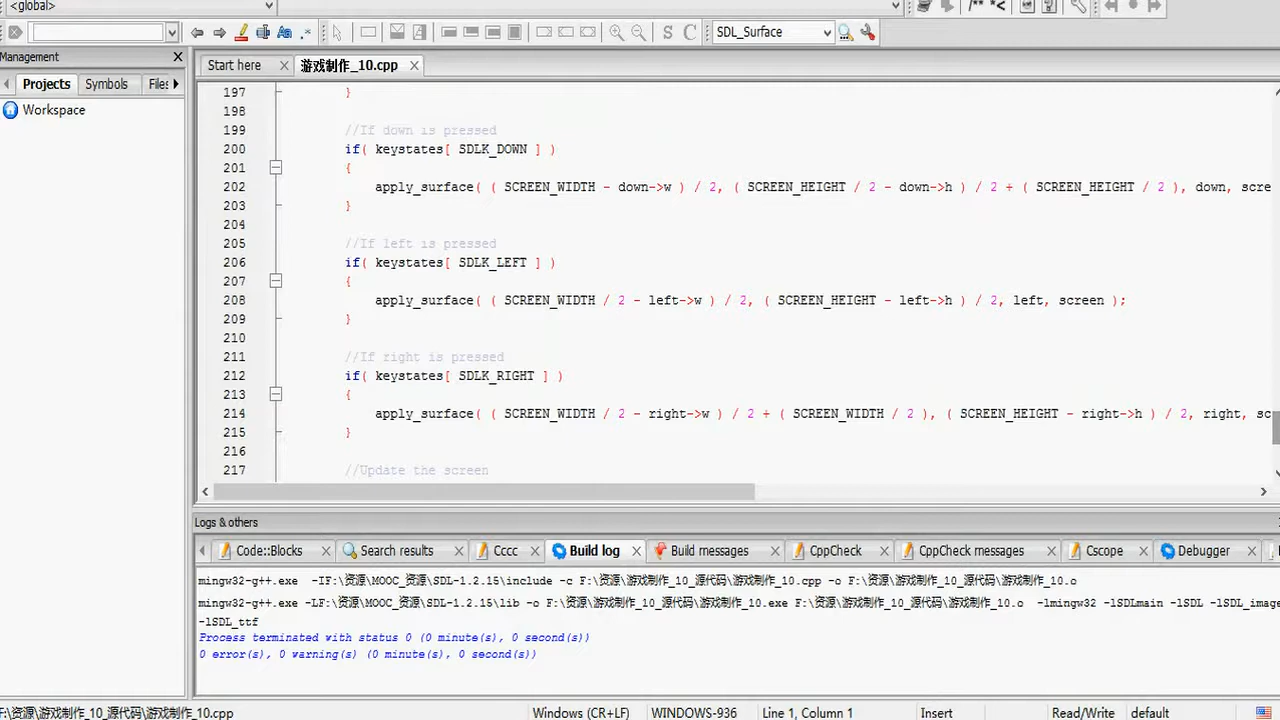 <global>
SDL_Surface
Management
Start here
游戏制作_10.cpp
Projects
Symbols
Files
Workspace
197 }
198
199 //If down is pressed
200 if( keystates[ SDLK_DOWN ] )
201 {
202 apply_surface( ( SCREEN_WIDTH - down->w ) / 2, ( SCREEN_HEIGHT / 2 - down->h ) / 2 + ( SCREEN_HEIGHT / 2 ), down, scre
203 }
204
205 //If left is pressed
206 if( keystates[ SDLK_LEFT ] )
207 {
208 apply_surface( ( SCREEN_WIDTH / 2 - left->w ) / 2, ( SCREEN_HEIGHT - left->h ) / 2, left, screen );
209 }
210
211 //If right is pressed
212 if( keystates[ SDLK_RIGHT ] )
213 {
214 apply_surface( ( SCREEN_WIDTH / 2 - right->w ) / 2 + ( SCREEN_WIDTH / 2 ), ( SCREEN_HEIGHT - right->h ) / 2, right, sc
215 }
216
217 //Update the screen
Logs & others
Code::Blocks
Search results
Cccc
Build log
Build messages
CppCheck
CppCheck messages
Cscope
Debugger
mingw32-g++.exe -IF:\资源\MOOC_资源\SDL-1.2.15\include -c F:\资源\游戏制作_10_源代码\游戏制作_10.cpp -o F:\资源\游戏制作_10_源代码\游戏制作_10.o
mingw32-g++.exe -LF:\资源\MOOC_资源\SDL-1.2.15\lib -o F:\资源\游戏制作_10_源代码\游戏制作_10.exe F:\资源\游戏制作_10_源代码\游戏制作_10.o -lmingw32 -lSDLmain -lSDL -lSDL_image
-lSDL_ttf
Process terminated with status 0 (0 minute(s), 0 second(s))
0 error(s), 0 warning(s) (0 minute(s), 0 second(s))
F:\资源\游戏制作_10_源代码\游戏制作_10.cpp
Windows (CR+LF)
WINDOWS-936
Line 1, Column 1
Insert
Read/Write
default